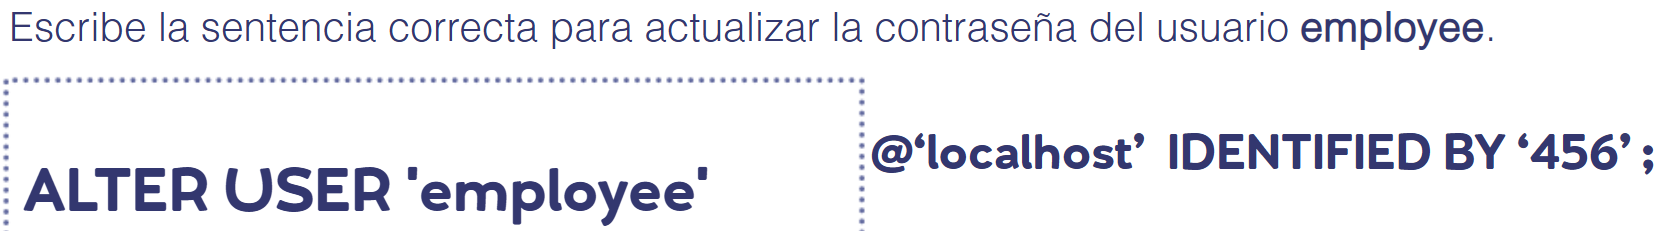 Escribe la sentencia correcta para actualizar la contraseña del usuario employee.
ALTER USER 'employee'
@‘localhost’ IDENTIFIED BY ‘456’ ;